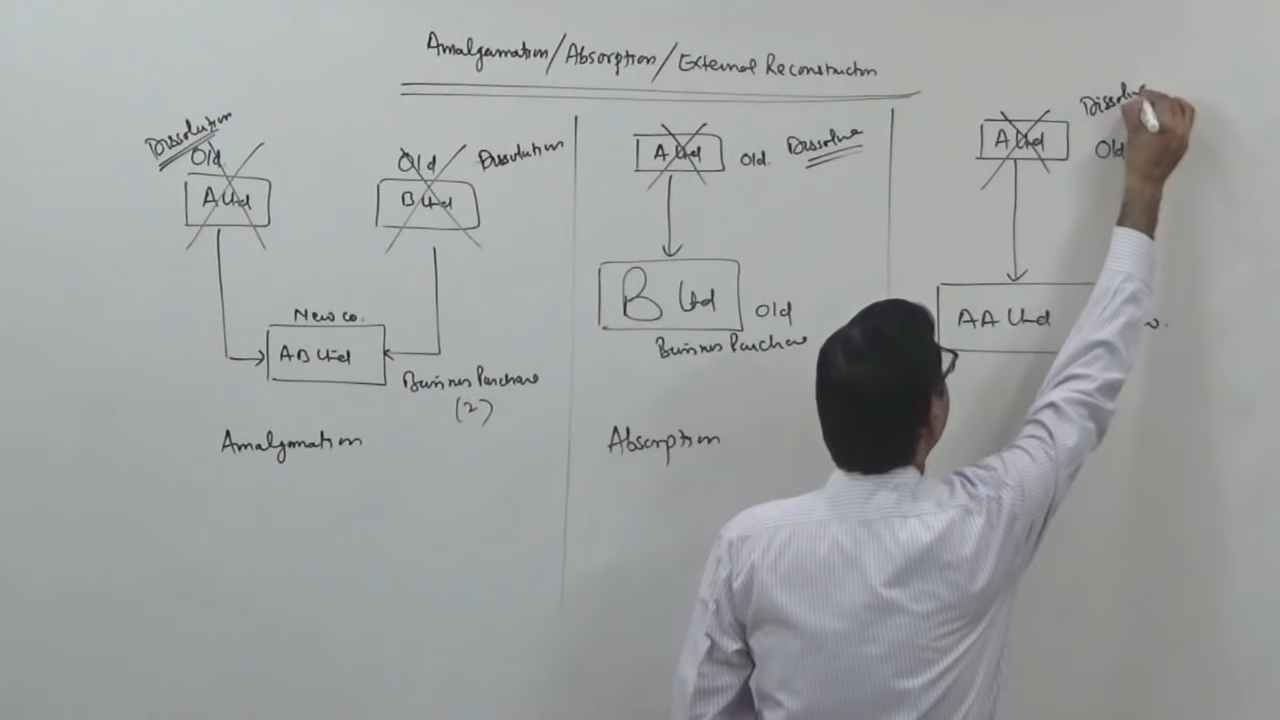 Amalgamation/Absorption/External Reconstruction
Dissolution
Old
A Ltd
Old
Dissolution
B Ltd
New co.
AB Ltd
Business Purchase
(2)
Amalgamation
A Ltd
Old
Dissolve
B Ltd
Old
Business Purchase
Absorption
A Ltd
Dissolve
Old
AA Ltd